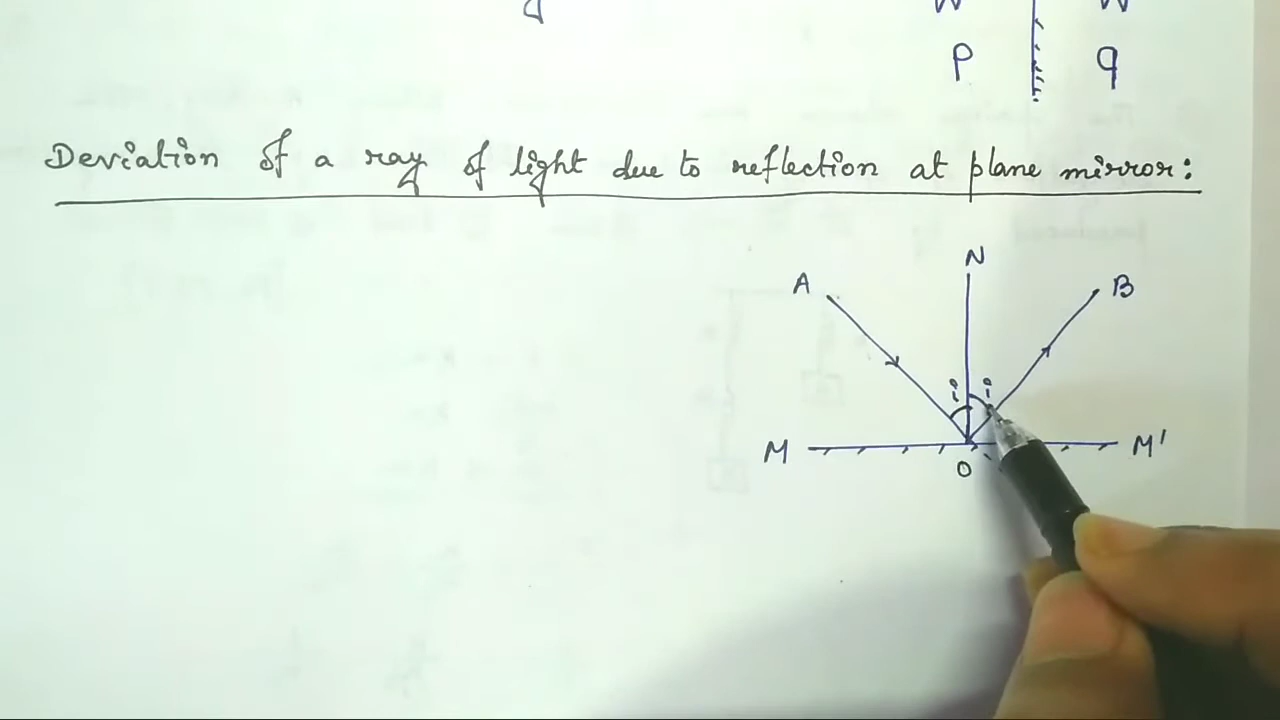 P q
Deviation of a ray of light due to reflection at plane mirror:
N
A B
i i
M M'
O